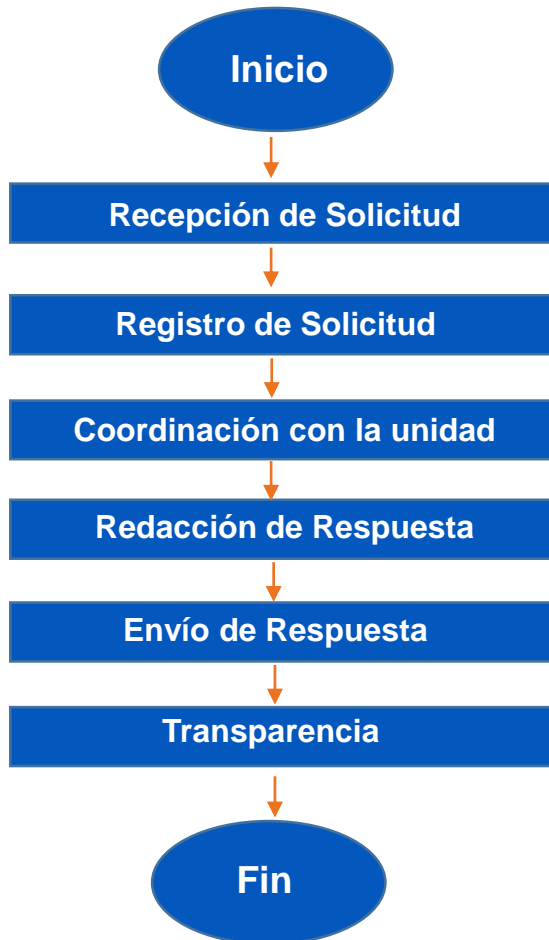 Inicio
Recepción de Solicitud
Registro de Solicitud
Coordinación con la unidad
Redacción de Respuesta
Envío de Respuesta
Transparencia
Fin